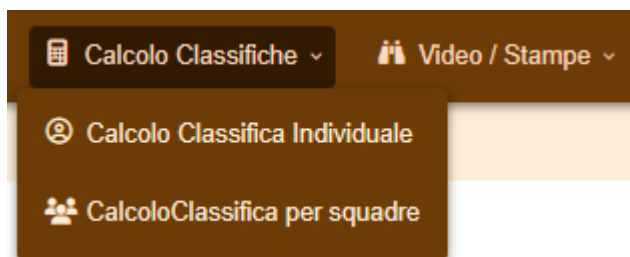 Calcolo Classifiche Video / Stampe
Calcolo Classifica Individuale
CalcoloClassifica per squadre